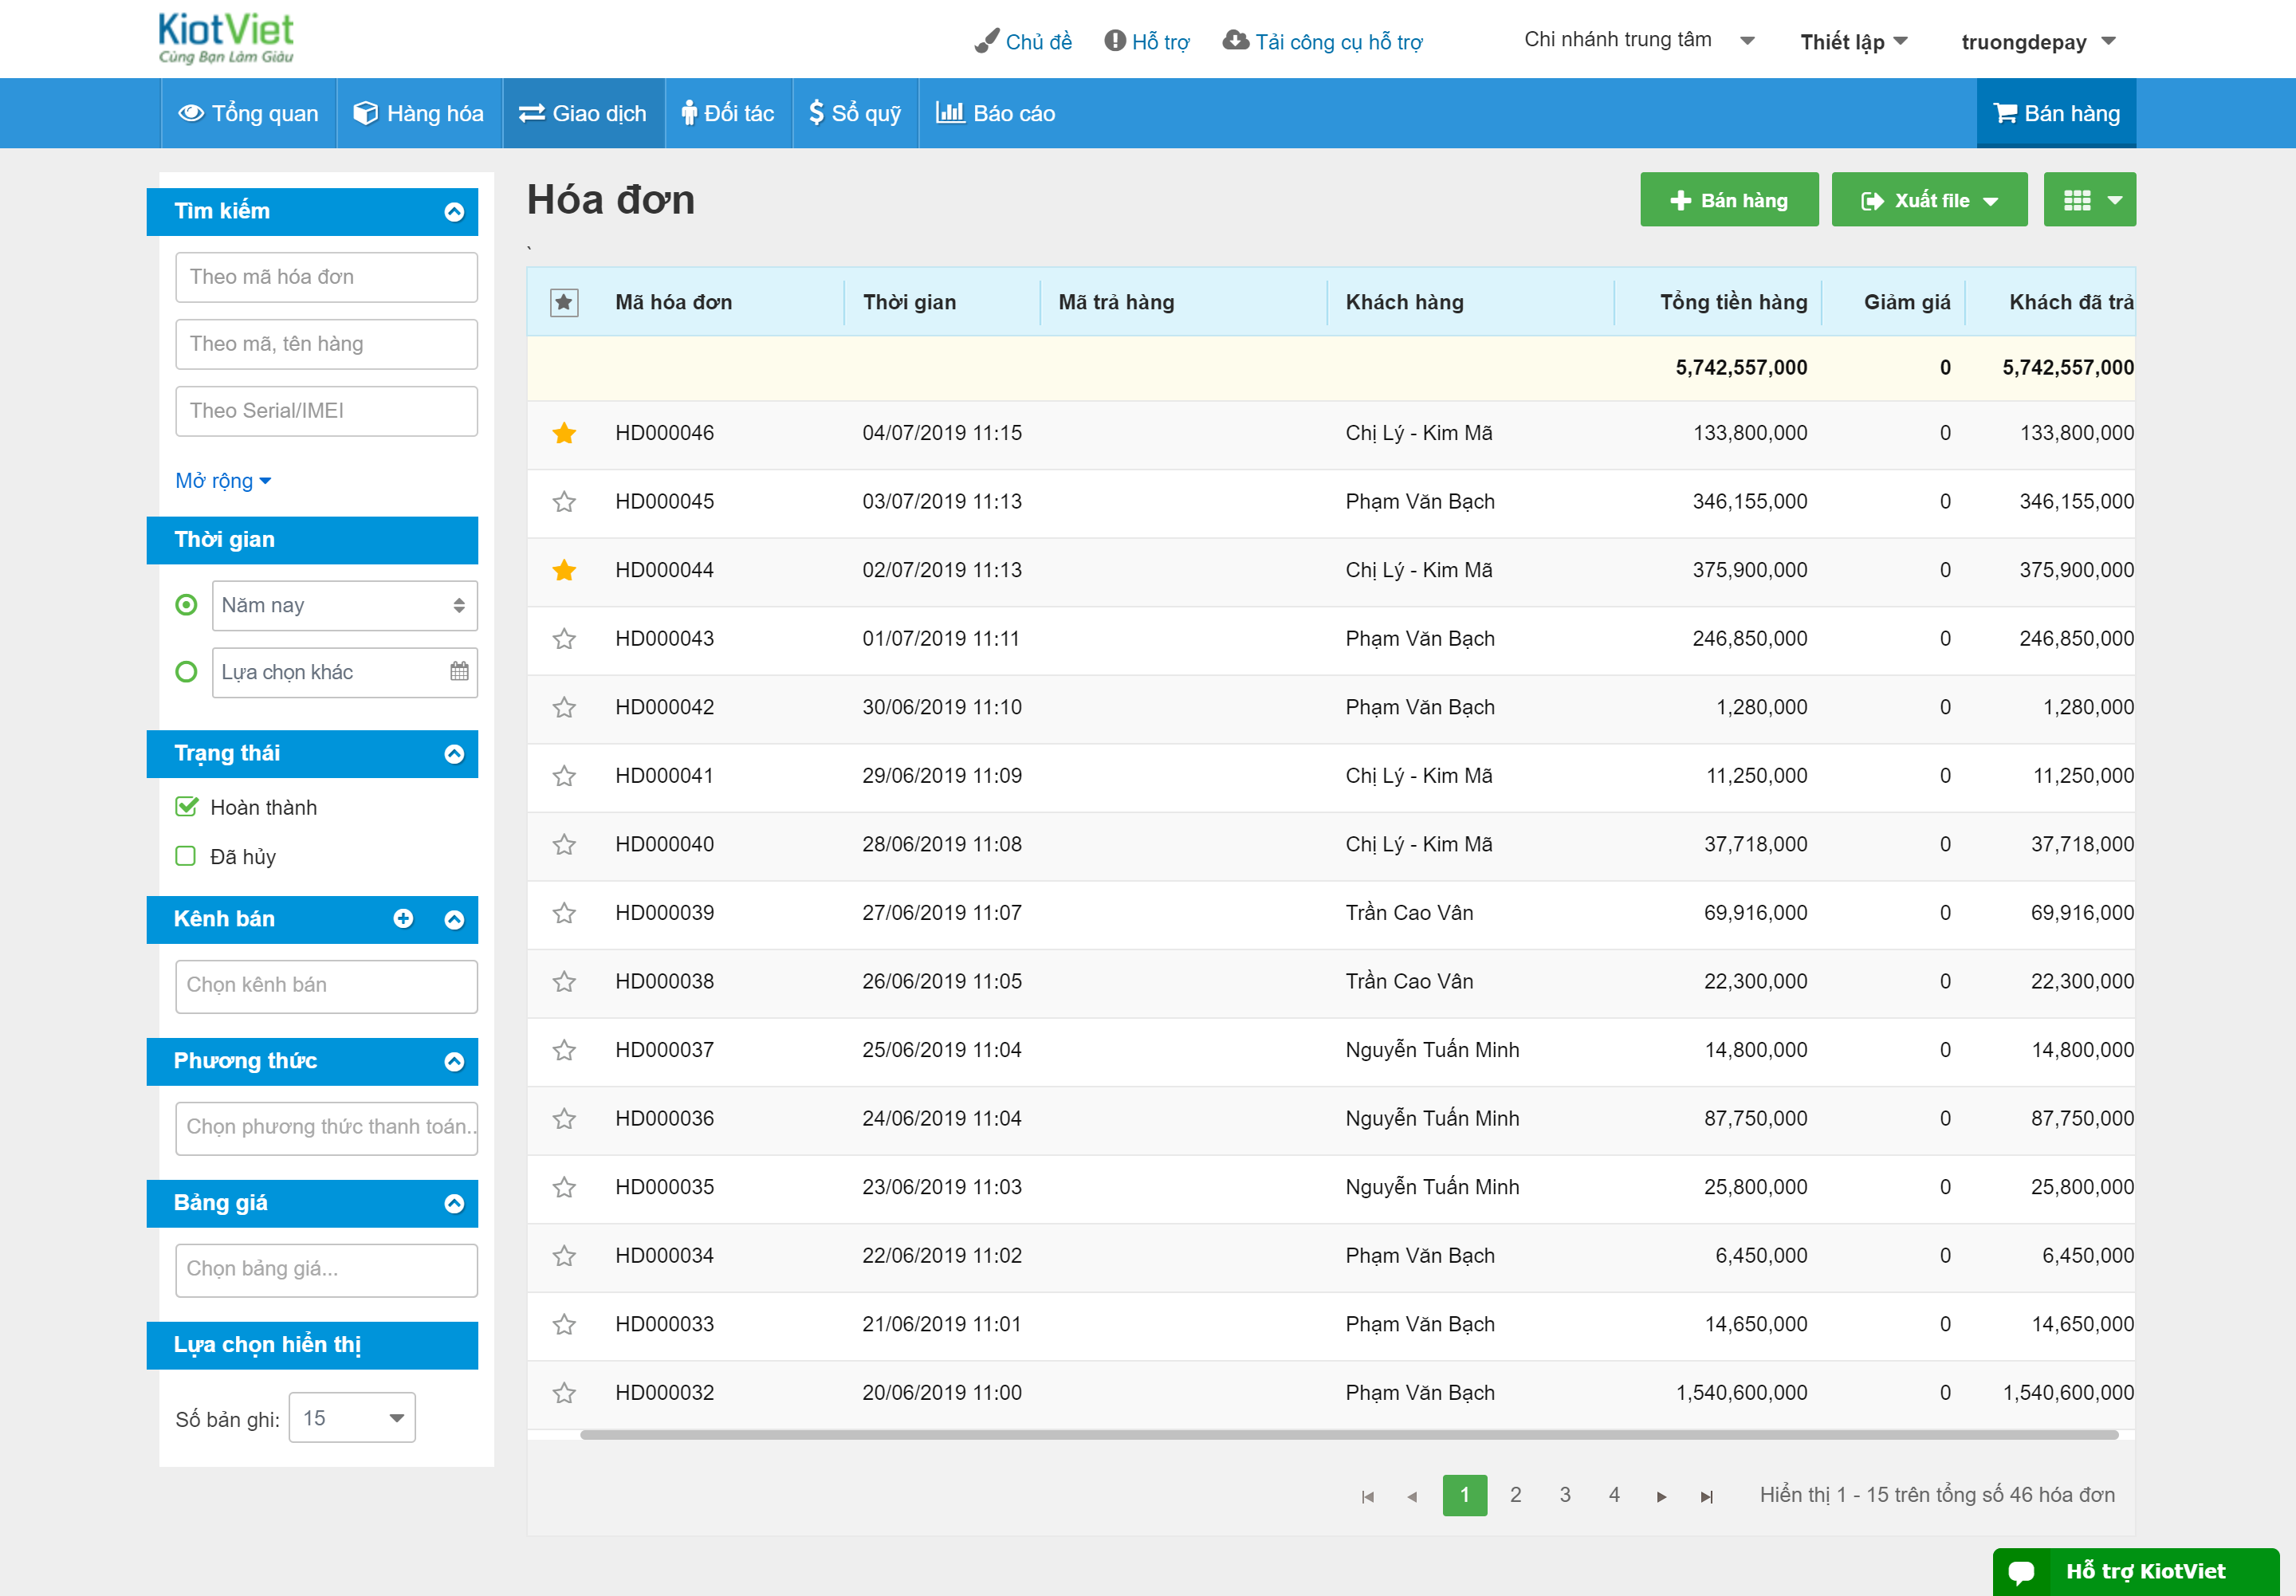 KiotViet
Cùng Bạn Làm Giàu
Chủ đề Hỗ trợ Tải công cụ hỗ trợ Chi nhánh trung tâm Thiết lập truongdepay
Tổng quan Hàng hóa Giao dịch Đối tác $ Sổ quỹ Báo cáo Bán hàng
Tìm kiếm
Theo mã hóa đơn
Theo mã, tên hàng
Theo Serial/IMEI
Mở rộng
Thời gian
Năm nay
Lựa chọn khác
Trạng thái
Hoàn thành
Đã hủy
Kênh bán
Chọn kênh bán
Phương thức
Chọn phương thức thanh toán..
Bảng giá
Chọn bảng giá...
Lựa chọn hiển thị
Số bản ghi: 15
Hóa đơn
Bán hàng Xuất file
`
Mã hóa đơn Thời gian Mã trả hàng Khách hàng Tổng tiền hàng Giảm giá Khách đã trả
5,742,557,000 0 5,742,557,000
HD000046 04/07/2019 11:15 Chị Lý - Kim Mã 133,800,000 0 133,800,000
HD000045 03/07/2019 11:13 Phạm Văn Bạch 346,155,000 0 346,155,000
HD000044 02/07/2019 11:13 Chị Lý - Kim Mã 375,900,000 0 375,900,000
HD000043 01/07/2019 11:11 Phạm Văn Bạch 246,850,000 0 246,850,000
HD000042 30/06/2019 11:10 Phạm Văn Bạch 1,280,000 0 1,280,000
HD000041 29/06/2019 11:09 Chị Lý - Kim Mã 11,250,000 0 11,250,000
HD000040 28/06/2019 11:08 Chị Lý - Kim Mã 37,718,000 0 37,718,000
HD000039 27/06/2019 11:07 Trần Cao Vân 69,916,000 0 69,916,000
HD000038 26/06/2019 11:05 Trần Cao Vân 22,300,000 0 22,300,000
HD000037 25/06/2019 11:04 Nguyễn Tuấn Minh 14,800,000 0 14,800,000
HD000036 24/06/2019 11:04 Nguyễn Tuấn Minh 87,750,000 0 87,750,000
HD000035 23/06/2019 11:03 Nguyễn Tuấn Minh 25,800,000 0 25,800,000
HD000034 22/06/2019 11:02 Phạm Văn Bạch 6,450,000 0 6,450,000
HD000033 21/06/2019 11:01 Phạm Văn Bạch 14,650,000 0 14,650,000
HD000032 20/06/2019 11:00 Phạm Văn Bạch 1,540,600,000 0 1,540,600,000
1 2 3 4 Hiển thị 1 - 15 trên tổng số 46 hóa đơn
Hỗ trợ KiotViet